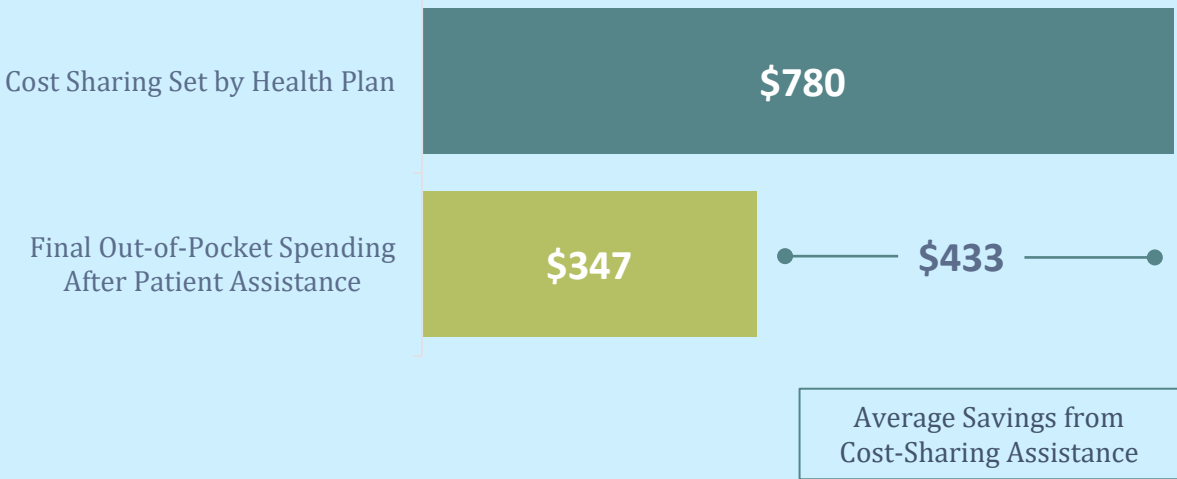 Cost Sharing Set by Health Plan
$780
Final Out-of-Pocket Spending
After Patient Assistance
$347
$433
Average Savings from
Cost-Sharing Assistance